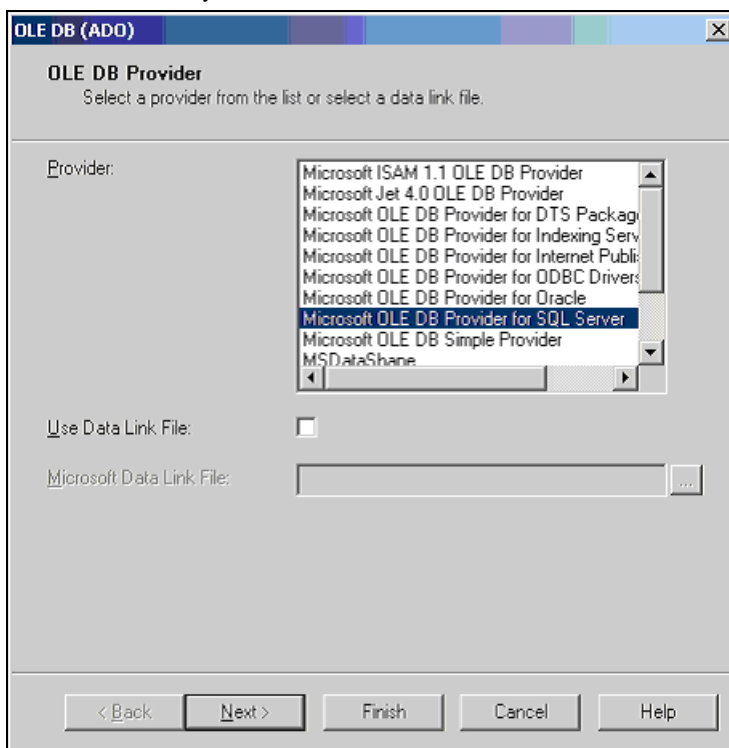 OLE DB (ADO)
OLE DB Provider
Select a provider from the list or select a data link file.
Provider:
Microsoft ISAM 1.1 OLE DB Provider
Microsoft Jet 4.0 OLE DB Provider
Microsoft OLE DB Provider for DTS Packag
Microsoft OLE DB Provider for Indexing Serv
Microsoft OLE DB Provider for Internet Publi
Microsoft OLE DB Provider for ODBC Drivers
Microsoft OLE DB Provider for Oracle
Microsoft OLE DB Provider for SQL Server
Microsoft OLE DB Simple Provider
MSDataShape
Use Data Link File:
Microsoft Data Link File:
...
< Back Next > Finish Cancel Help